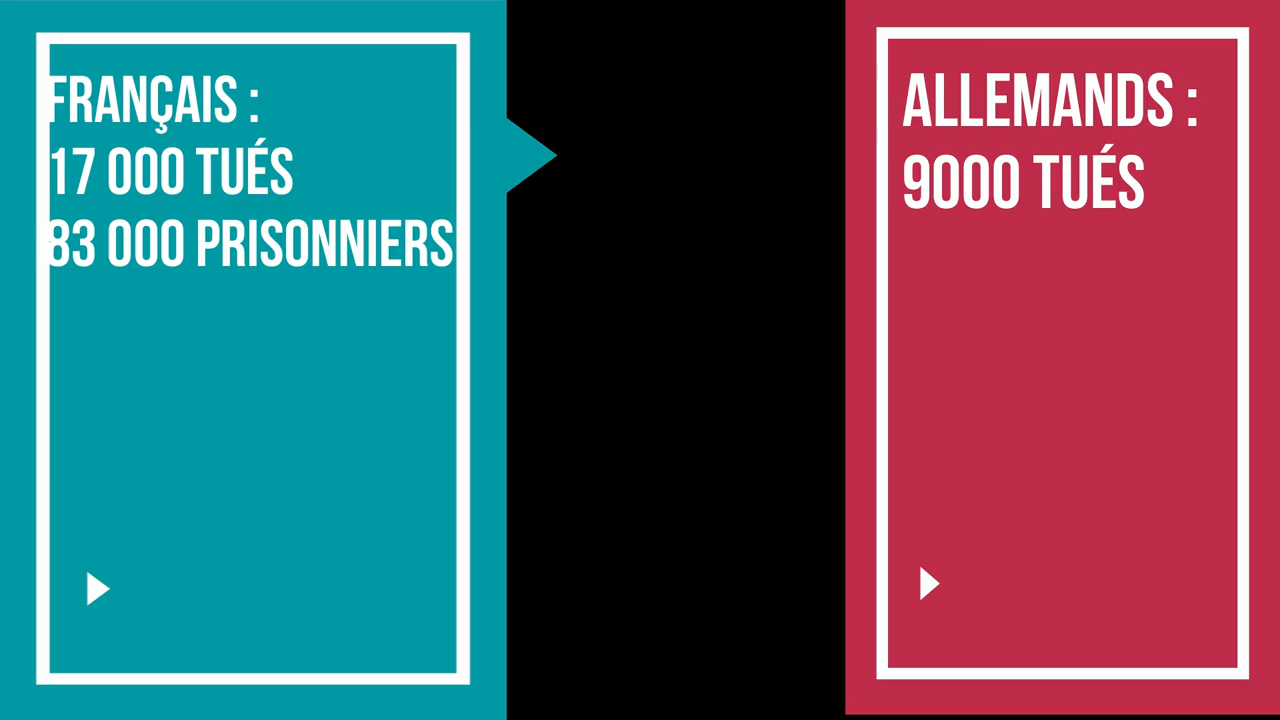 FRANÇAIS :
17 000 TUÉS
83 000 PRISONNIERS
ALLEMANDS :
9000 TUÉS